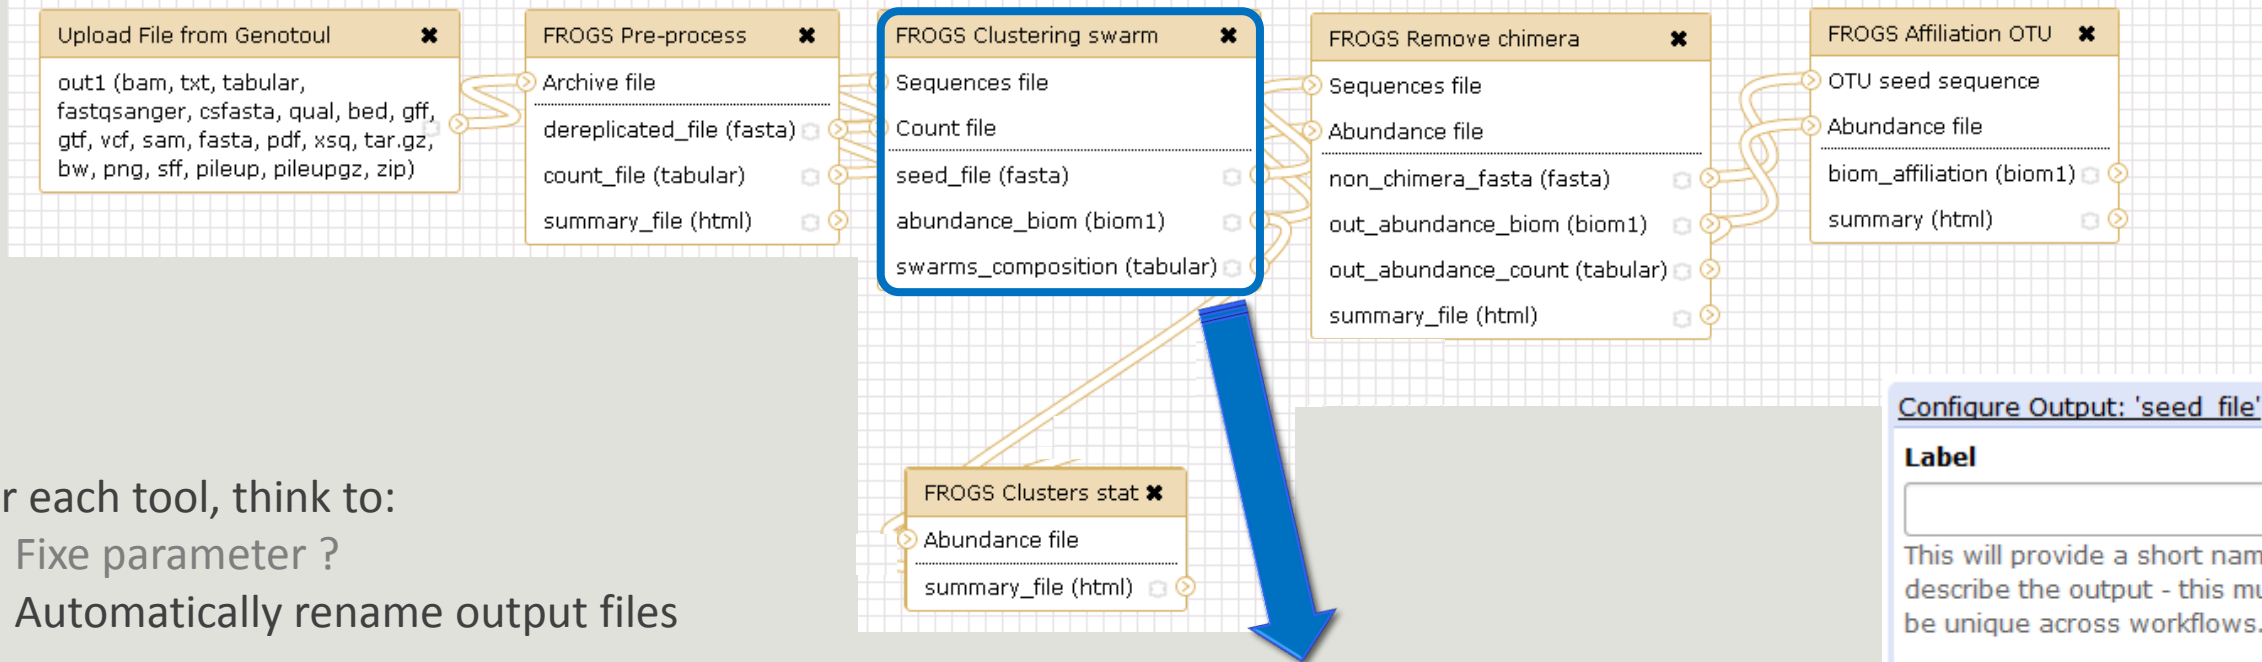 Upload File from Genotoul
out1 (bam, txt, tabular,
fastqsanger, csfasta, qual, bed, gff,
gtf, vcf, sam, fasta, pdf, xsq, tar.gz,
bw, png, sff, pileup, pileupgz, zip)
FROGS Pre-process
Archive file
dereplicated_file (fasta)
count_file (tabular)
summary_file (html)
FROGS Clustering swarm
Sequences file
Count file
seed_file (fasta)
abundance_biom (biom1)
swarms_composition (tabular)
FROGS Remove chimera
Sequences file
Abundance file
non_chimera_fasta (fasta)
out_abundance_biom (biom1)
out_abundance_count (tabular)
summary_file (html)
FROGS Affiliation OTU
OTU seed sequence
Abundance file
biom_affiliation (biom1)
summary (html)
FROGS Clusters stat
Abundance file
summary_file (html)
r each tool, think to:
Fixe parameter ?
Automatically rename output files
Configure Output: 'seed_file'
Label
This will provide a short nam
describe the output - this mu
be unique across workflows.